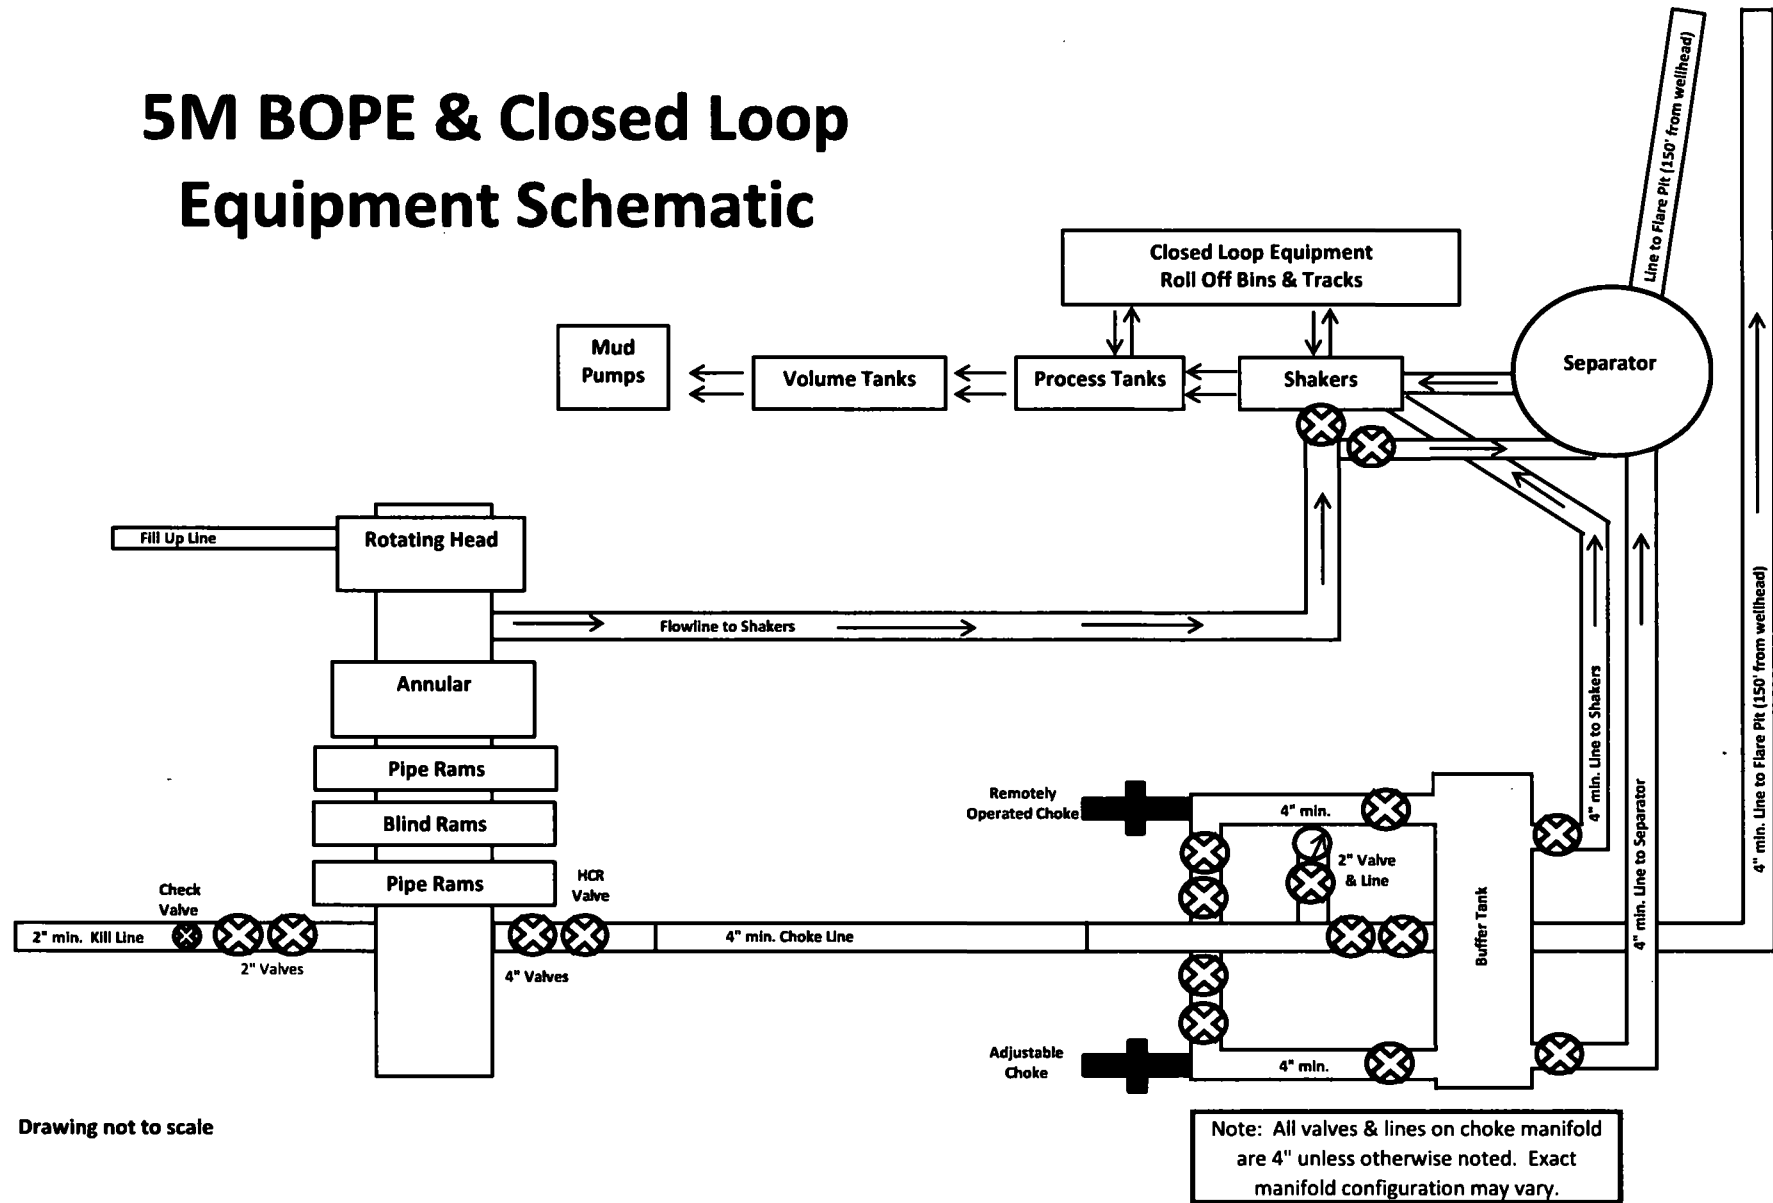 5M BOPE & Closed Loop
Equipment Schematic
Closed Loop Equipment
Roll Off Bins & Tracks
Mud
Pumps
Volume Tanks
Process Tanks
Shakers
Separator
Line to Flare Pit (150' from wellhead)
Fill Up Line
Rotating Head
Flowline to Shakers
Annular
Pipe Rams
Blind Rams
Pipe Rams
Check
Valve
HCR
Valve
2" min. Kill Line
2" Valves
4" Valves
4" min. Choke Line
Remotely
Operated Choke
4" min.
2" Valve
& Line
Buffer Tank
Adjustable
Choke
4" min.
4" min. Line to Shakers
4" min. Line to Separator
4" min. Line to Flare Pit (150' from wellhead)
Drawing not to scale
Note: All valves & lines on choke manifold
are 4" unless otherwise noted. Exact
manifold configuration may vary.